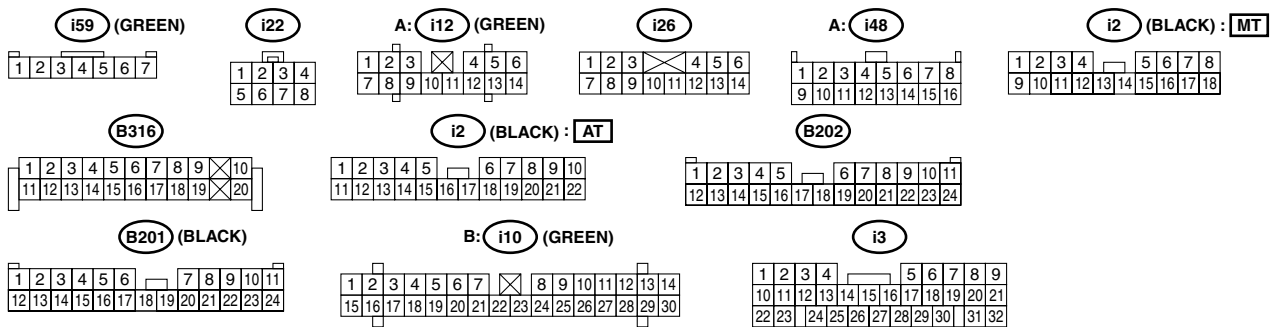 i59 (GREEN) i22 A: i12 (GREEN) i26 A: i48 i2 (BLACK) : MT
1 2 3 4 5 6 7
1 2 3 4
5 6 7 8
1 2 3 4 5 6
7 8 9 10 11 12 13 14
1 2 3 4 5 6
7 8 9 10 11 12 13 14
1 2 3 4 5 6 7 8
9 10 11 12 13 14 15 16
1 2 3 4 5 6 7 8
9 10 11 12 13 14 15 16 17 18
B316 i2 (BLACK) : AT B202
1 2 3 4 5 6 7 8 9 10
11 12 13 14 15 16 17 18 19 20
1 2 3 4 5 6 7 8 9 10
11 12 13 14 15 16 17 18 19 20 21 22
1 2 3 4 5 6 7 8 9 10 11
12 13 14 15 16 17 18 19 20 21 22 23 24
B201 (BLACK) B: i10 (GREEN) i3
1 2 3 4 5 6 7 8 9 10 11
12 13 14 15 16 17 18 19 20 21 22 23 24
1 2 3 4 5 6 7 8 9 10 11 12 13 14
15 16 17 18 19 20 21 22 23 24 25 26 27 28 29 30
1 2 3 4 5 6 7 8 9
10 11 12 13 14 15 16 17 18 19 20 21
22 23 24 25 26 27 28 29 30 31 32